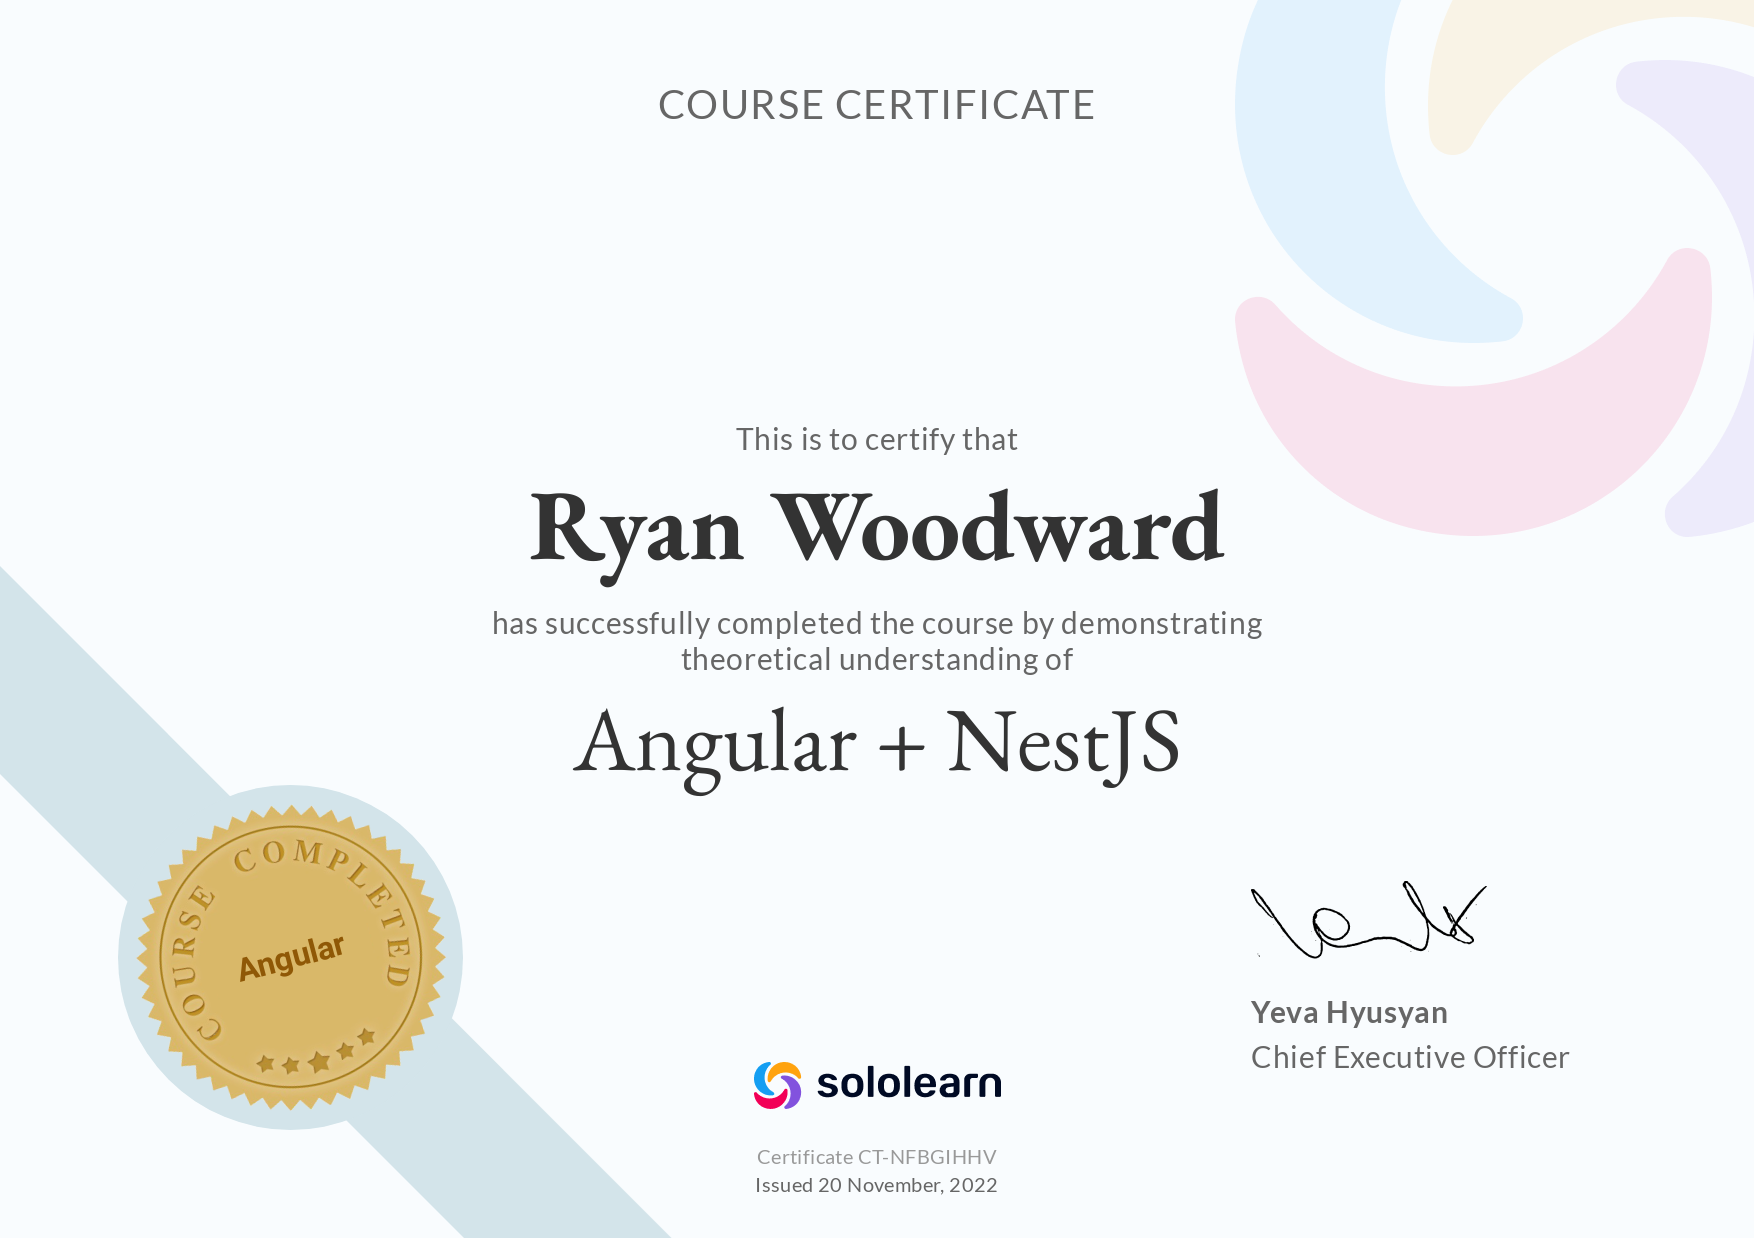 COURSE CERTIFICATE
This is to certify that
Ryan Woodward
has successfully completed the course by demonstrating
theoretical understanding of
Angular + NestJS
COURSE COMPLETED
Angular
Yeva Hyusyan
Chief Executive Officer
sololearn
Certificate CT-NFBGIHHV
Issued 20 November, 2022